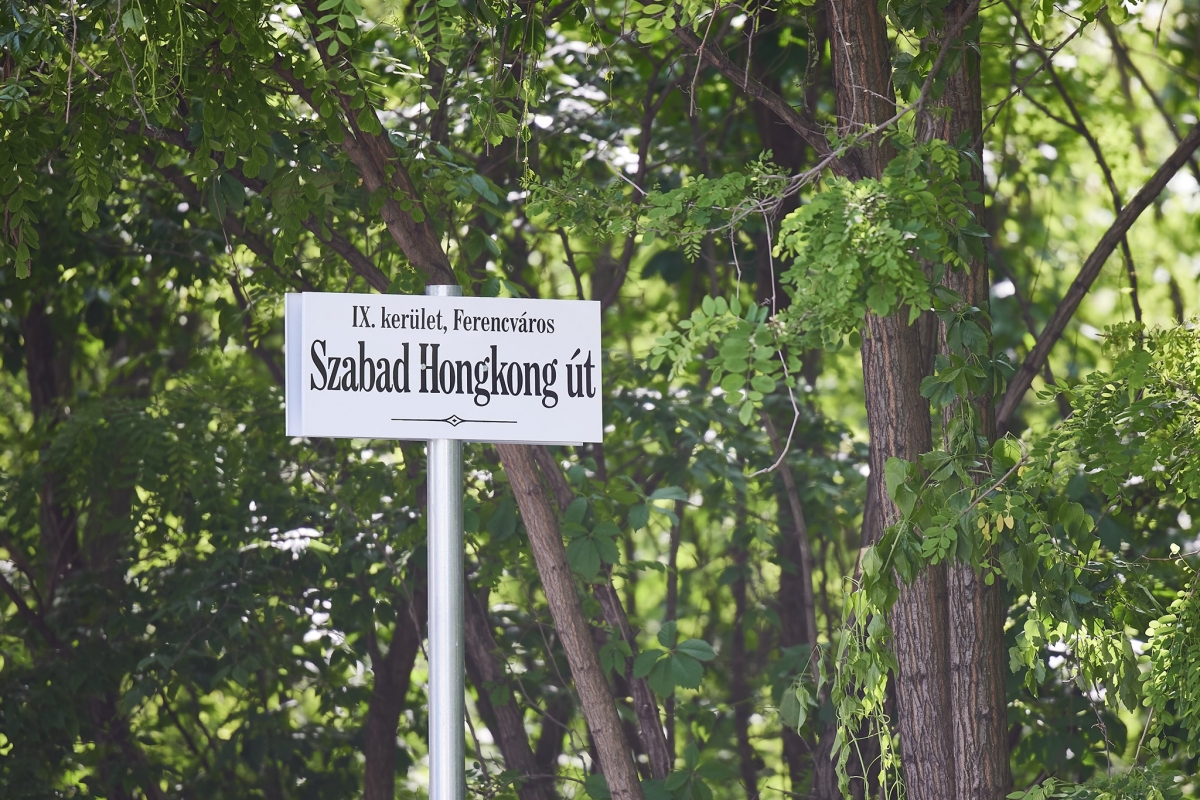 IX. kerület, Ferencváros
Szabad Hongkong út